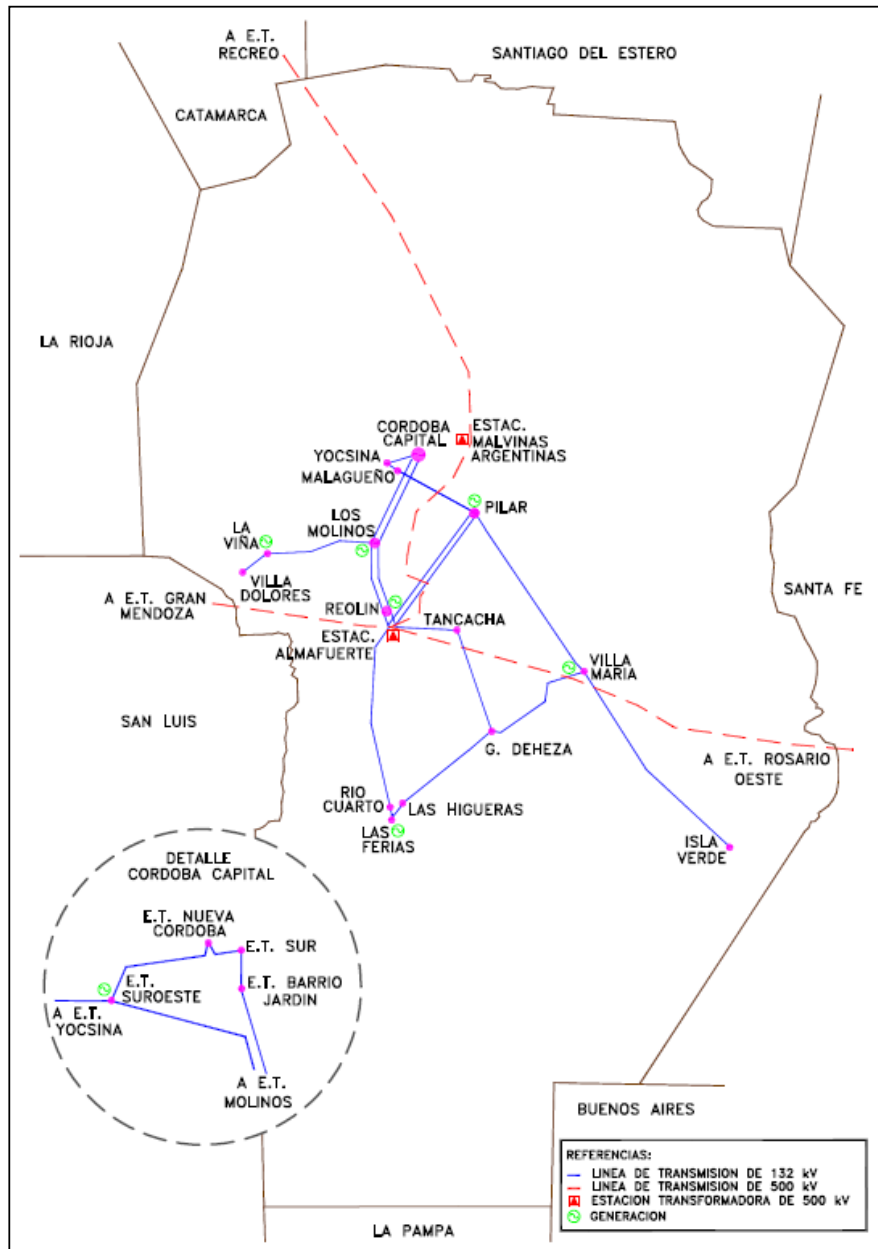 A E.T.
RECREO
SANTIAGO DEL ESTERO
CATAMARCA
LA RIOJA
CORDOBA
CAPITAL
ESTAC.
MALVINAS
ARGENTINAS
YOCSINA
MALAGUEÑO
PILAR
LOS
MOLINOS
LA
VIÑA
VILLA
DOLORES
SANTA FE
A E.T. GRAN
MENDOZA
REOLIN
TANCACHA
ESTAC.
ALMAFUERTE
VILLA
MARIA
SAN LUIS
G. DEHEZA
A E.T. ROSARIO
OESTE
RIO
CUARTO
LAS HIGUERAS
LAS
FERIAS
ISLA
VERDE
DETALLE
CORDOBA CAPITAL
E.T. NUEVA
CORDOBA
E.T. SUR
E.T.
SUROESTE
E.T. BARRIO
JARDIN
A E.T.
YOCSINA
A E.T.
MOLINOS
BUENOS AIRES
REFERENCIAS:
LINEA DE TRANSMISION DE 132 kV
LINEA DE TRANSMISION DE 500 kV
ESTACION TRANSFORMADORA DE 500 kV
GENERACION
LA PAMPA